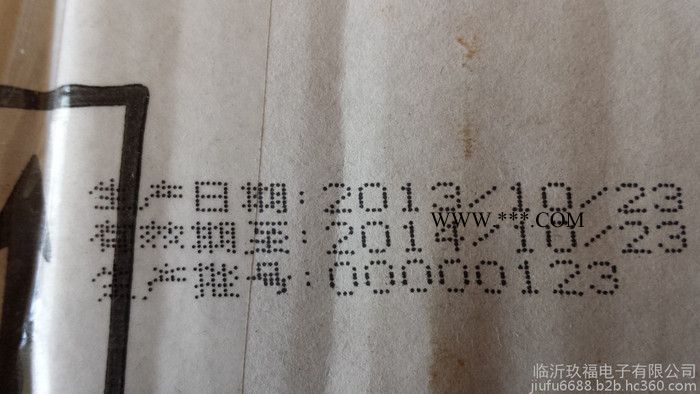 生产日期:2013/10/23
有效期至:2014/10/23
生产批号:00000123
WWW ***.COM
临沂玖福电子有限公司
jiufu6688.b2b.hc360.com